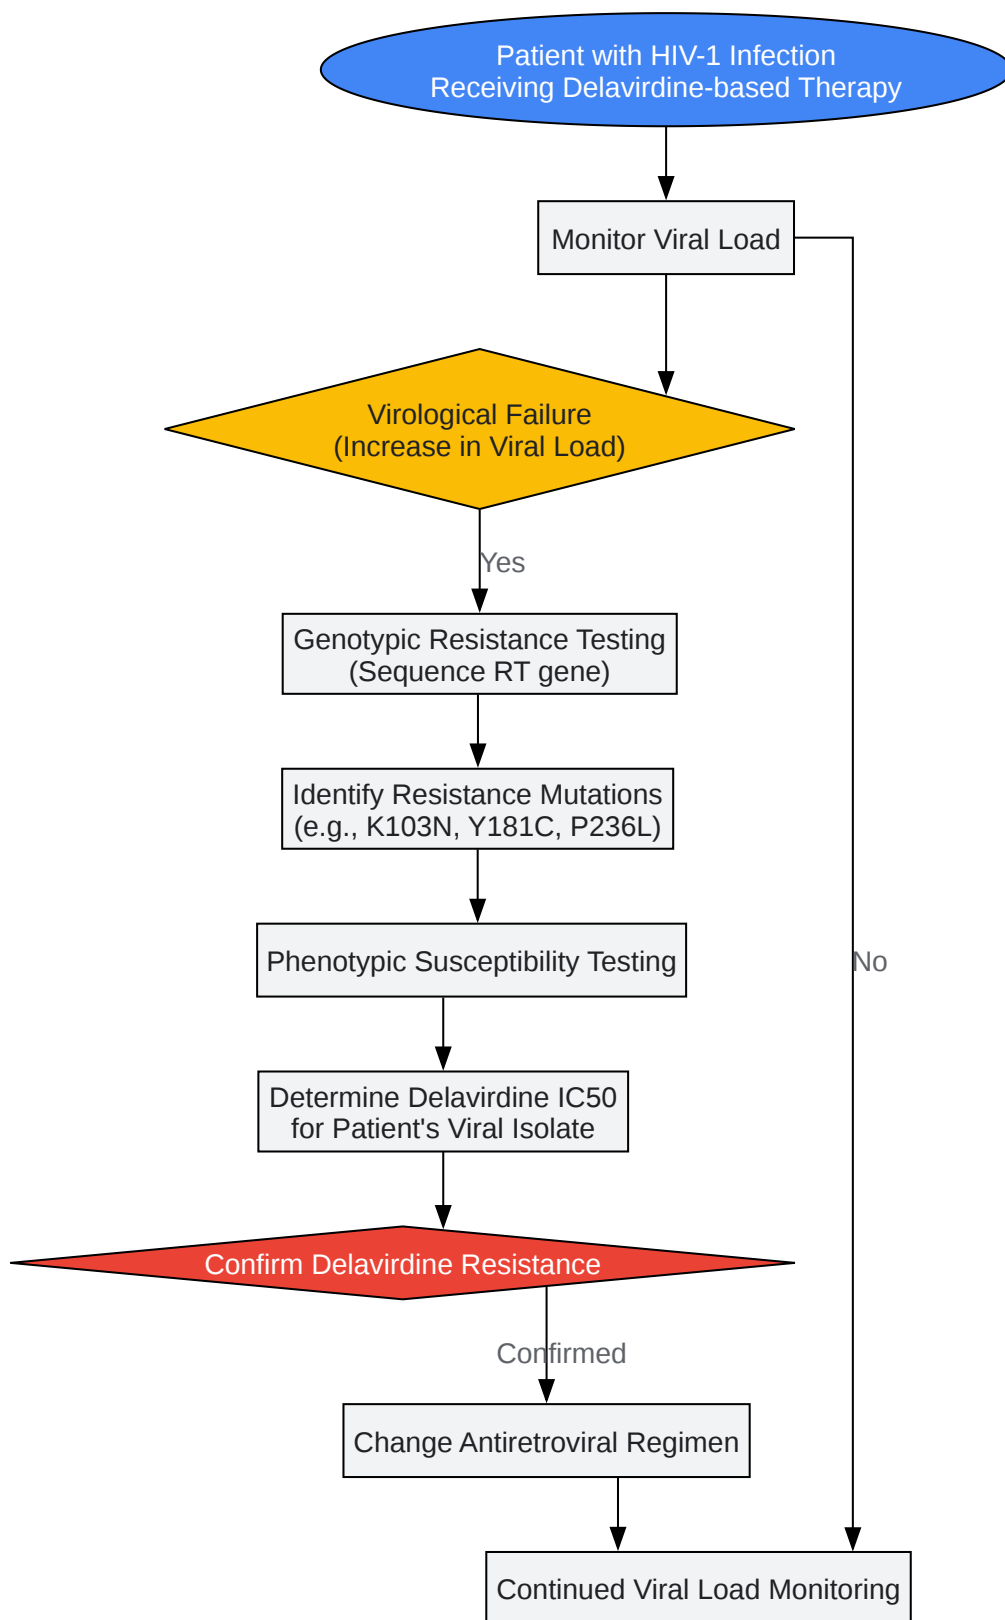 Patient with HIV-1 Infection
Receiving Delavirdine-based Therapy
Monitor Viral Load
Virological Failure
(Increase in Viral Load)
Yes
Genotypic Resistance Testing
(Sequence RT gene)
Identify Resistance Mutations
(e.g., K103N, Y181C, P236L)
Phenotypic Susceptibility Testing
No
Determine Delavirdine IC50
for Patient's Viral Isolate
Confirm Delavirdine Resistance
Confirmed
Change Antiretroviral Regimen
Continued Viral Load Monitoring